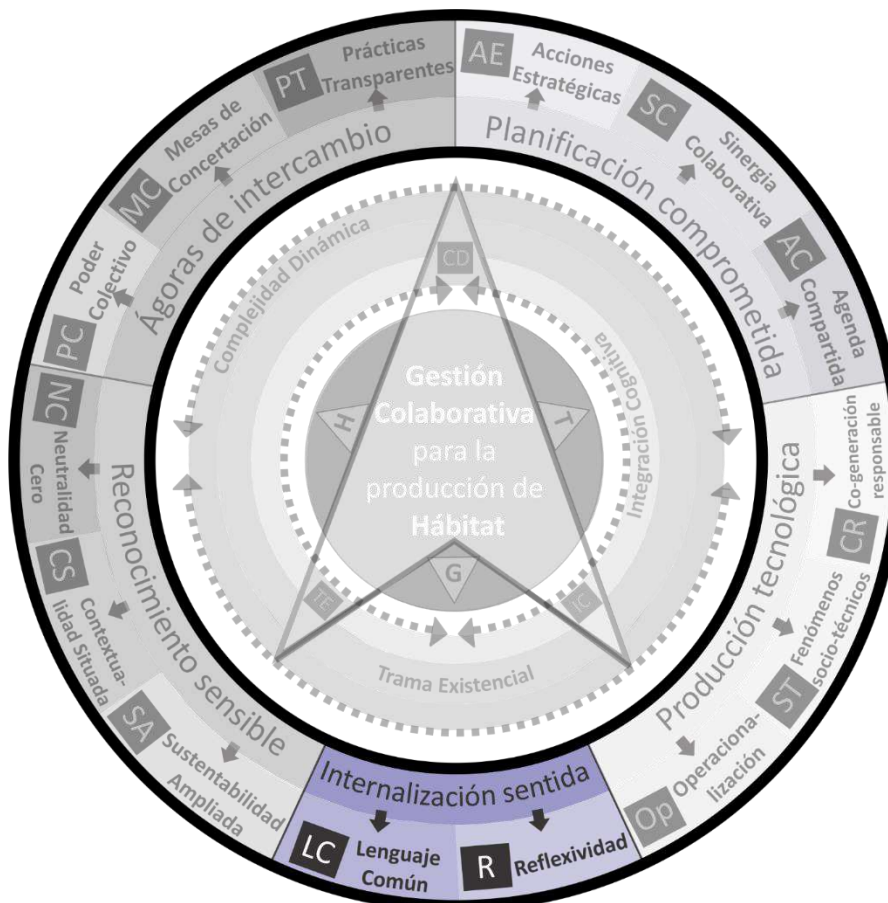 AE
Acciones
Estratégicas
SC
Sinergia
Colaborativa
AC
Agenda
Compartida
Planificación comprometida
Co-generación
responsable
CR
Fenómenos
socio-técnicos
ST
Operaciona-
lización
Op
Producción tecnológica
Internalización sentida
R
Reflexividad
LC
Lenguaje
Común
Reconocimiento sensible
SA
Sustentabilidad
Ampliada
CS
Contextua-
lidad Situada
NC
Neutralidad
Cero
Ágoras de intercambio
PC
Poder
Colectivo
MC
Mesas de
Concertación
PT
Prácticas
Transparentes
Complejidad Dinámica
Integración Cognitiva
Trama Existencial
CD
IC
TE
H
T
G
Gestión
Colaborativa
para la
producción de
Hábitat